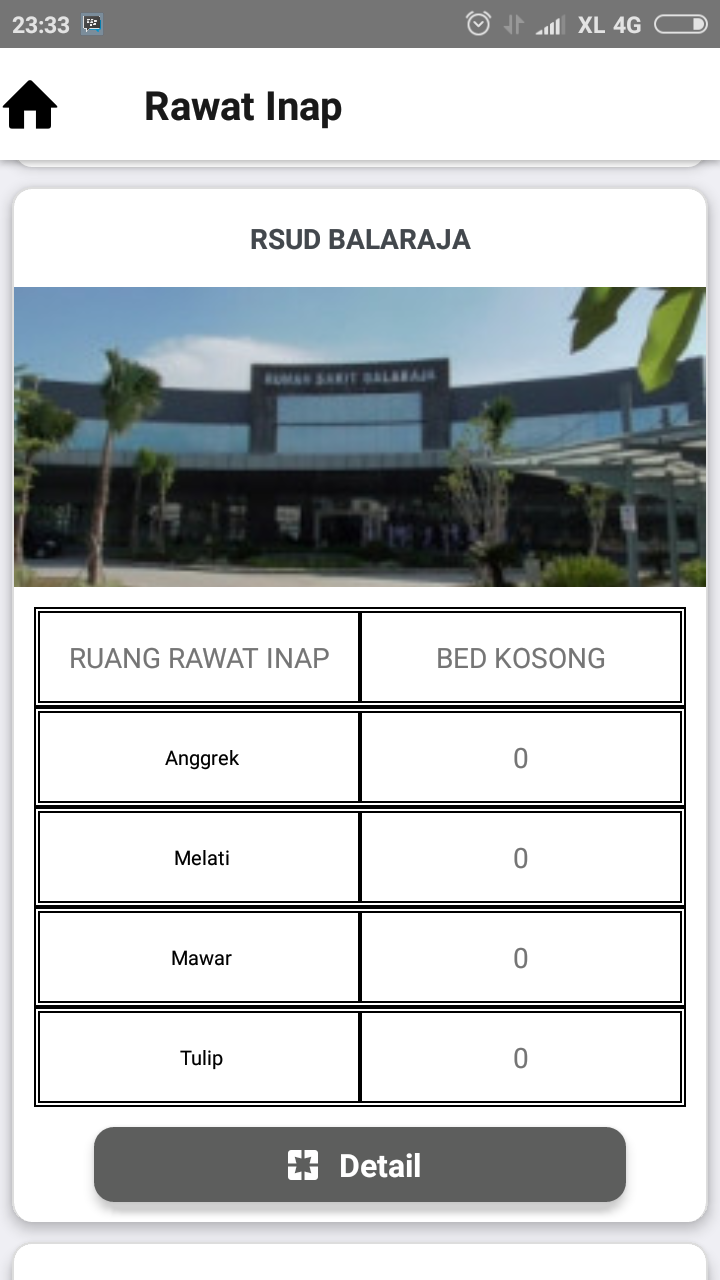 23:33 XL 4G
Rawat Inap
RSUD BALARAJA
RUMAH SAKIT BALARAJA
RUANG RAWAT INAP BED KOSONG
Anggrek 0
Melati 0
Mawar 0
Tulip 0
Detail